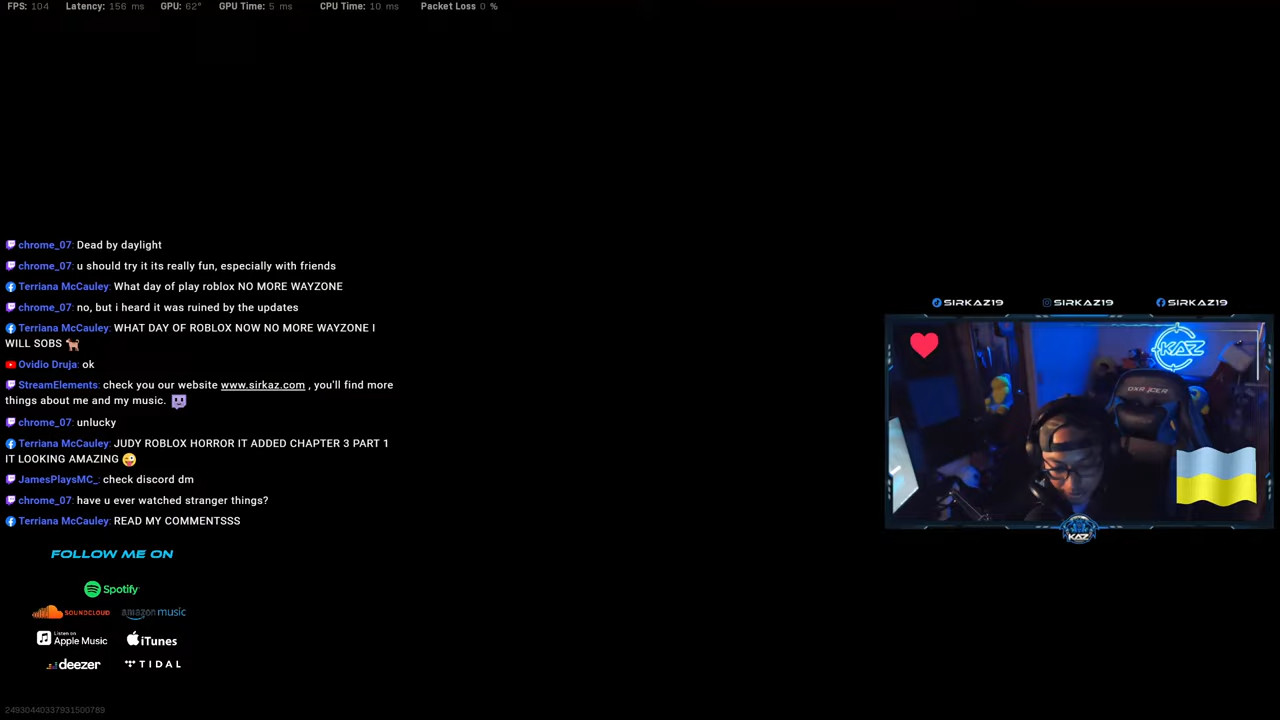 FPS: 104 Latency: 156 ms GPU: 62° GPU Time: 5 ms CPU Time: 10 ms Packet Loss 0 %
chrome_07: Dead by daylight
chrome_07: u should try it its really fun, especially with friends
Terriana McCauley: What day of play roblox NO MORE WAYZONE
chrome_07: no, but i heard it was ruined by the updates
Terriana McCauley: WHAT DAY OF ROBLOX NOW NO MORE WAYZONE I
WILL SOBS 🐕
Ovidio Druja: ok
StreamElements: check you our website www.sirkaz.com , you'll find more
things about me and my music.
chrome_07: unlucky
Terriana McCauley: JUDY ROBLOX HORROR IT ADDED CHAPTER 3 PART 1
IT LOOKING AMAZING 😜
JamesPlaysMC_: check discord dm
chrome_07: have u ever watched stranger things?
Terriana McCauley: READ MY COMMENTSSS
FOLLOW ME ON
Spotify
SOUNDCLOUD amazon music
Listen on
Apple Music iTunes
deezer TIDAL
24930440337931500789
SIRKAZ19 SIRKAZ19 SIRKAZ19
KAZ
DXRACER
KAZ